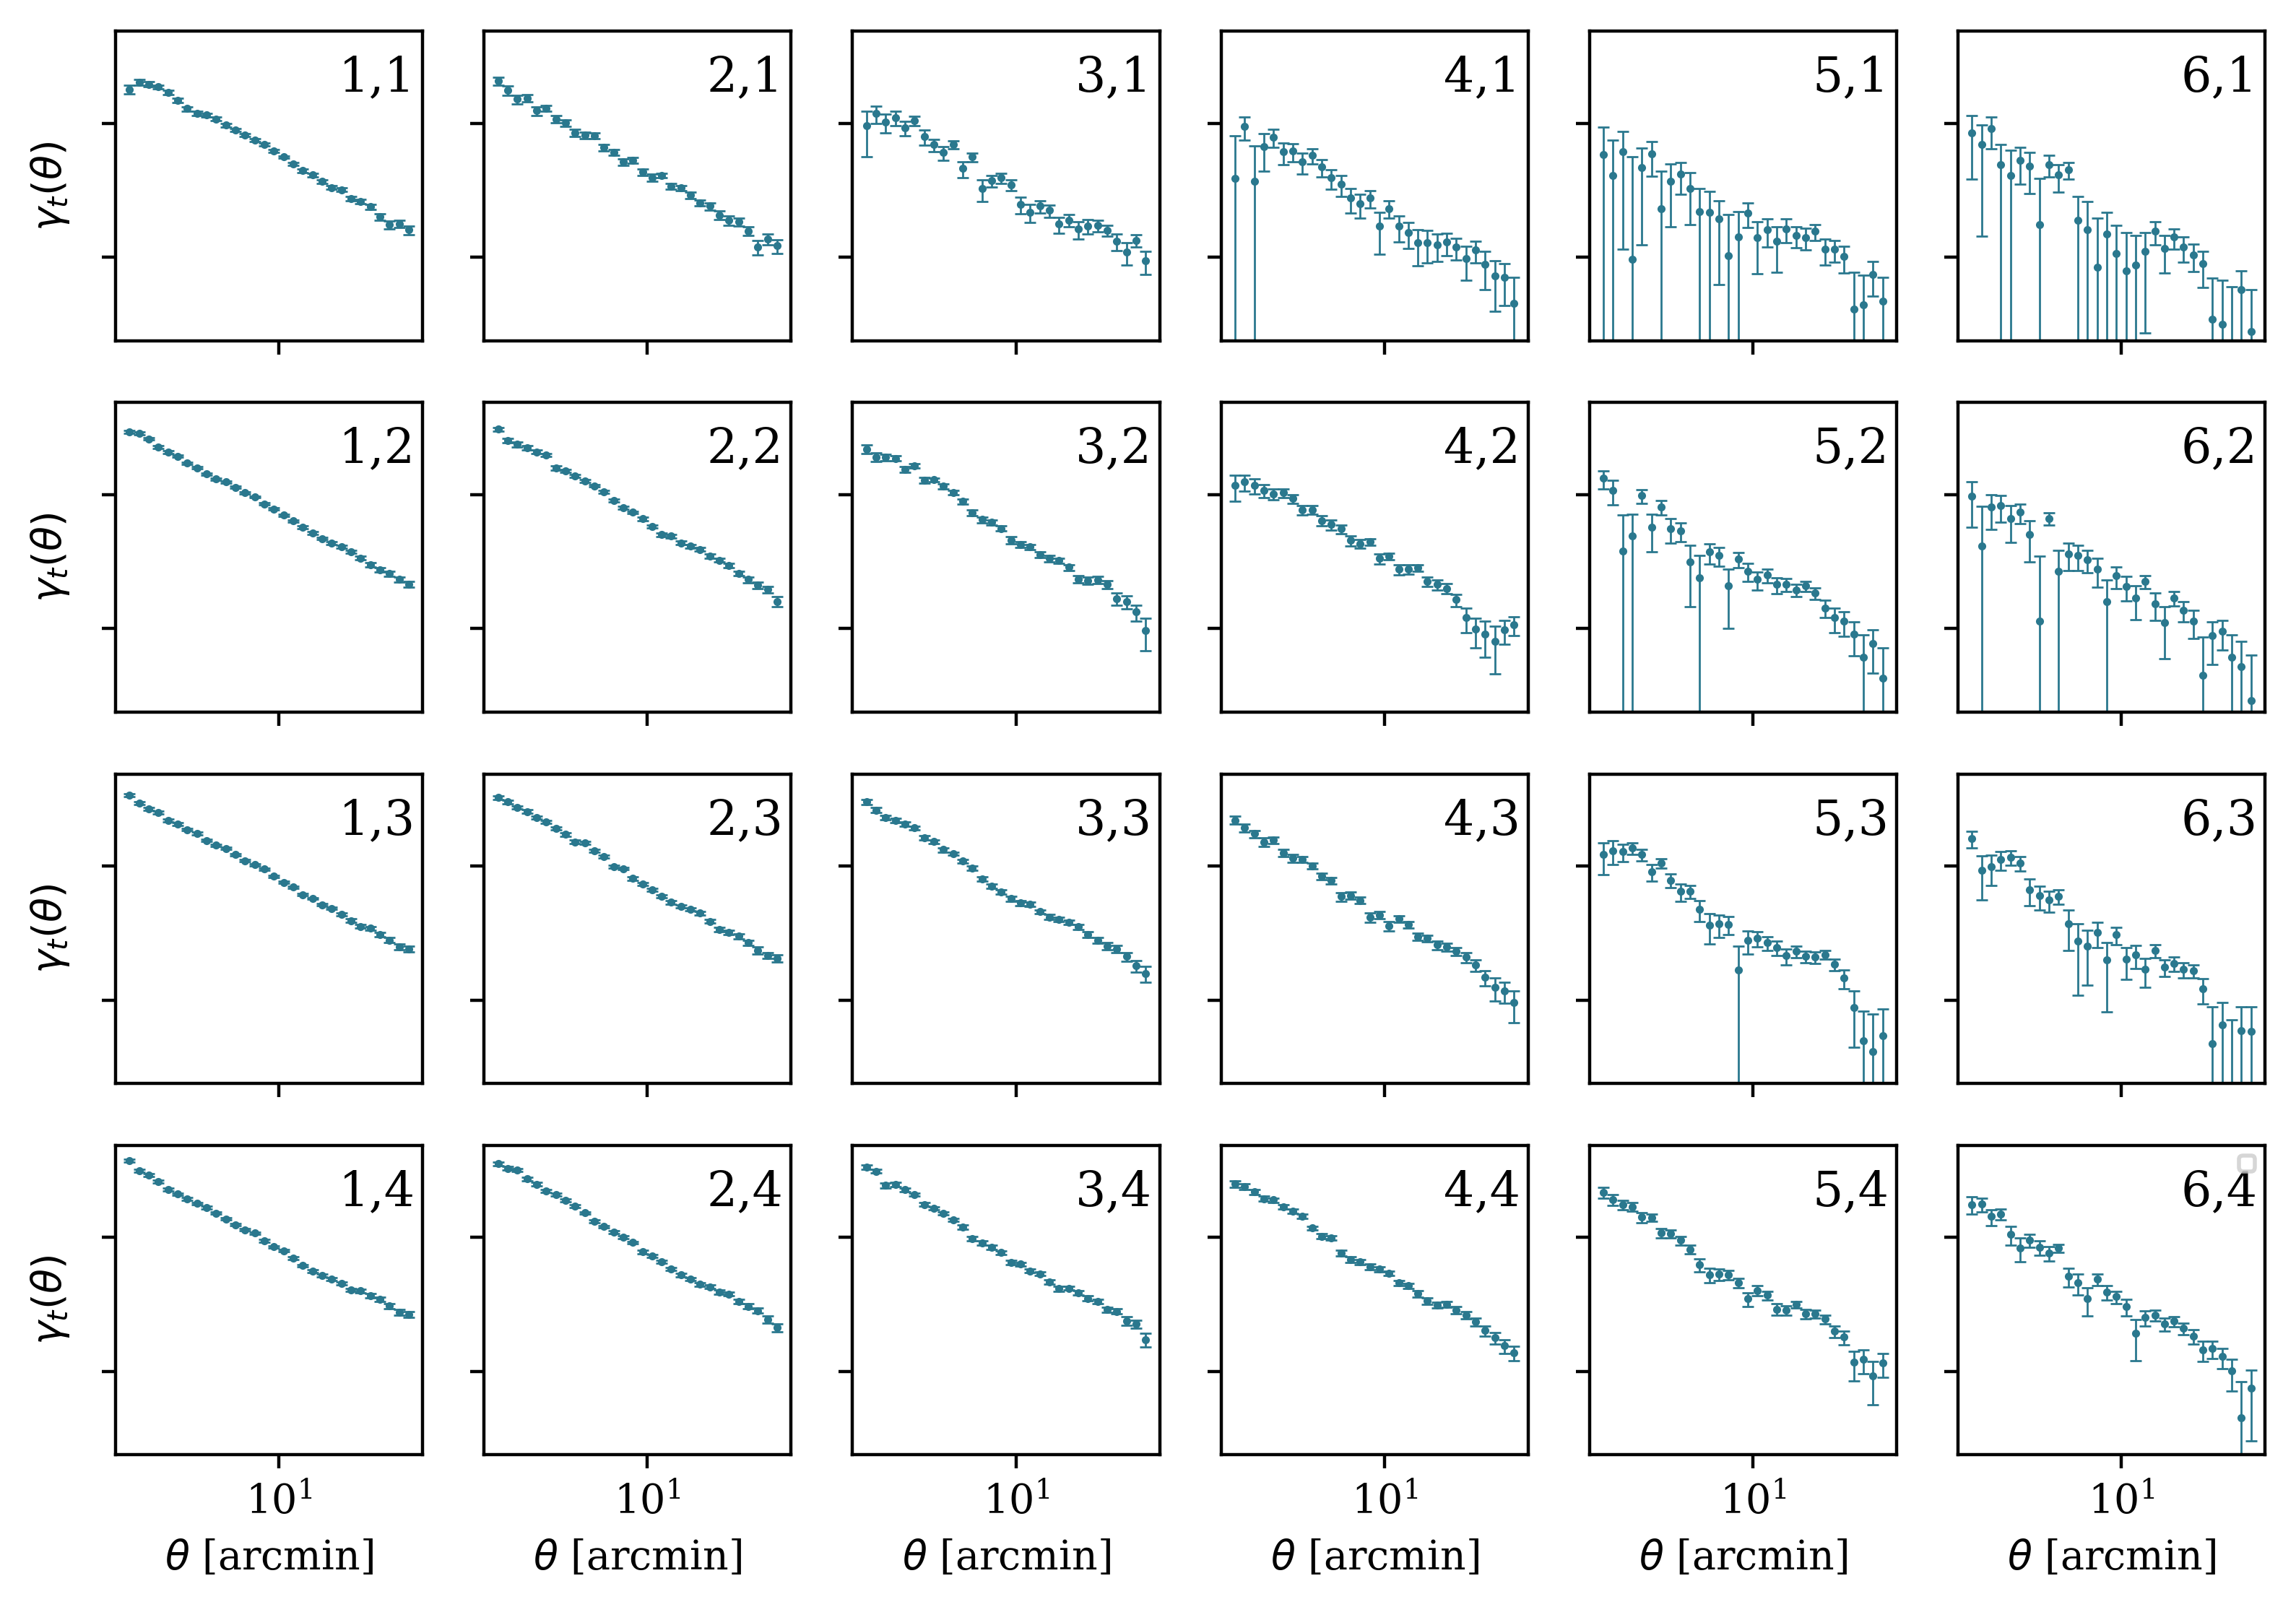 1,1 2,1 3,1 4,1 5,1 6,1
γt(θ)
1,2 2,2 3,2 4,2 5,2 6,2
γt(θ)
1,3 2,3 3,3 4,3 5,3 6,3
γt(θ)
1,4 2,4 3,4 4,4 5,4 6,4
γt(θ)
10¹ 10¹ 10¹ 10¹ 10¹ 10¹
θ [arcmin] θ [arcmin] θ [arcmin] θ [arcmin] θ [arcmin] θ [arcmin]